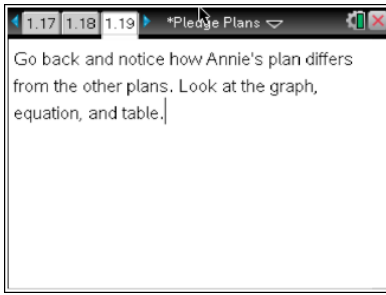 1.17 1.18 1.19 *Pledge Plans
Go back and notice how Annie's plan differs
from the other plans. Look at the graph,
equation, and table.